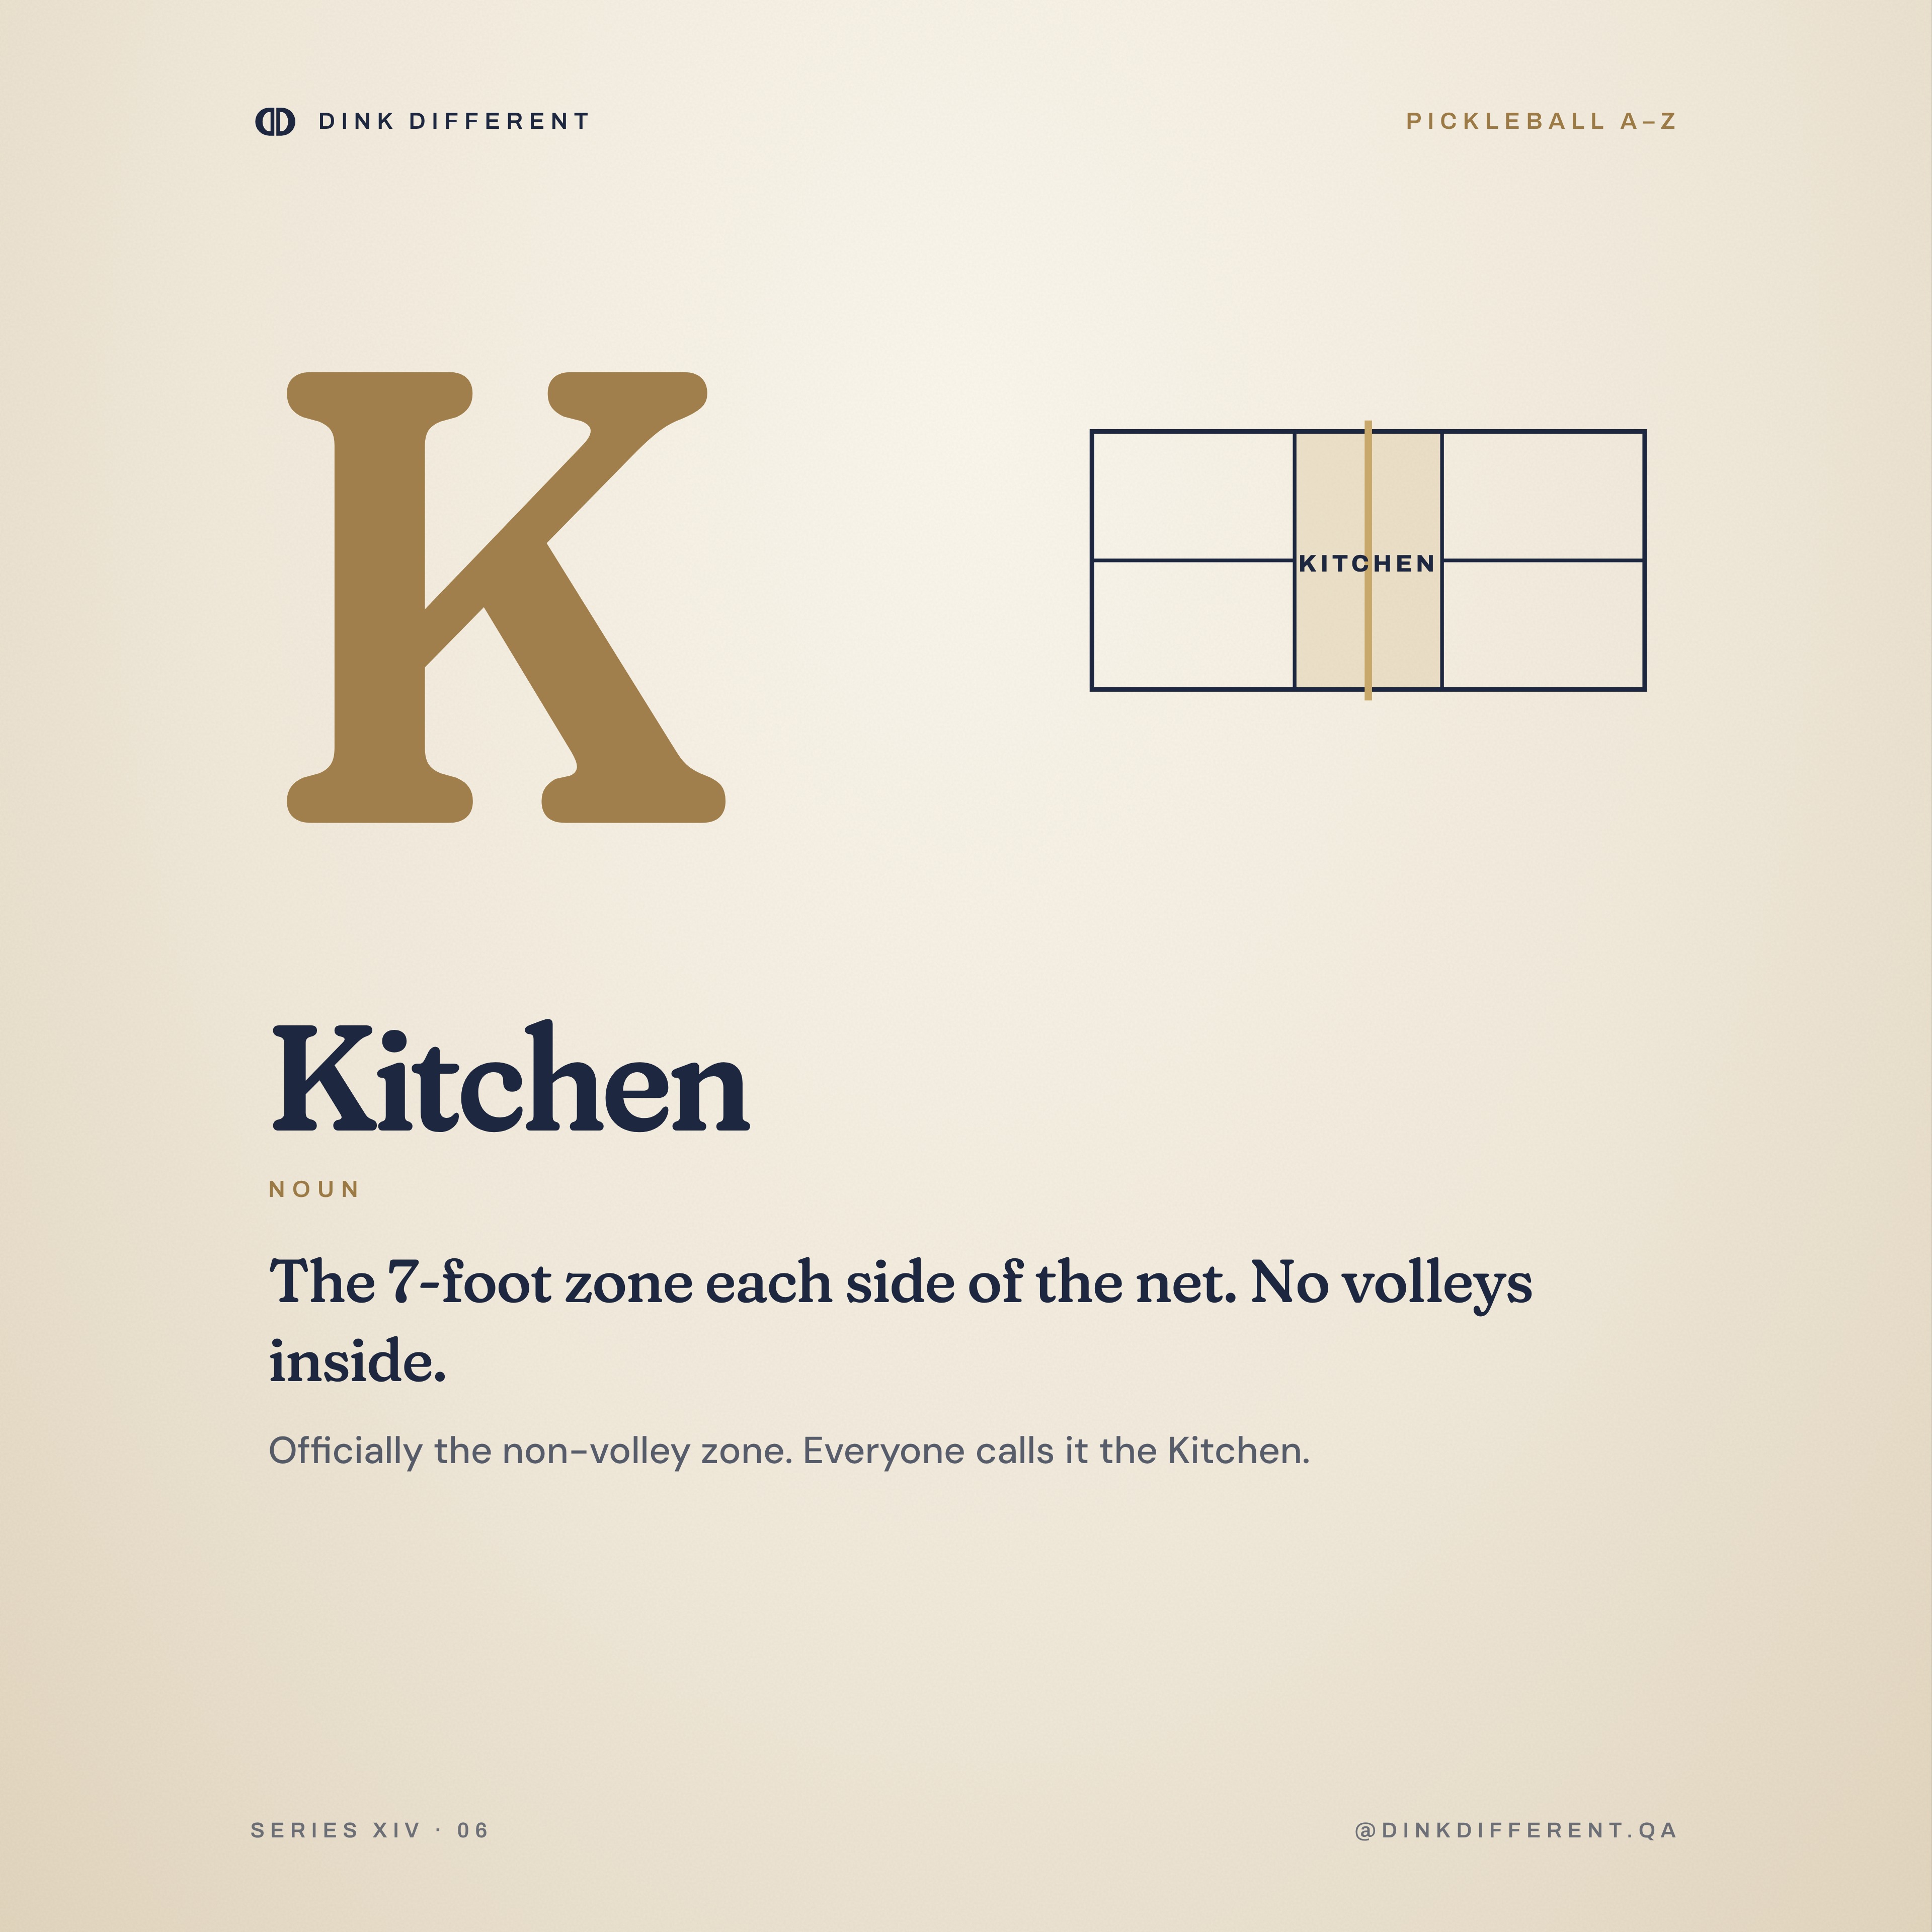 DINK DIFFERENT
PICKLEBALL A–Z
K
KITCHEN
Kitchen
NOUN
The 7-foot zone each side of the net. No volleys
inside.
Officially the non-volley zone. Everyone calls it the Kitchen.
SERIES XIV · 06
@DINKDIFFERENT.QA